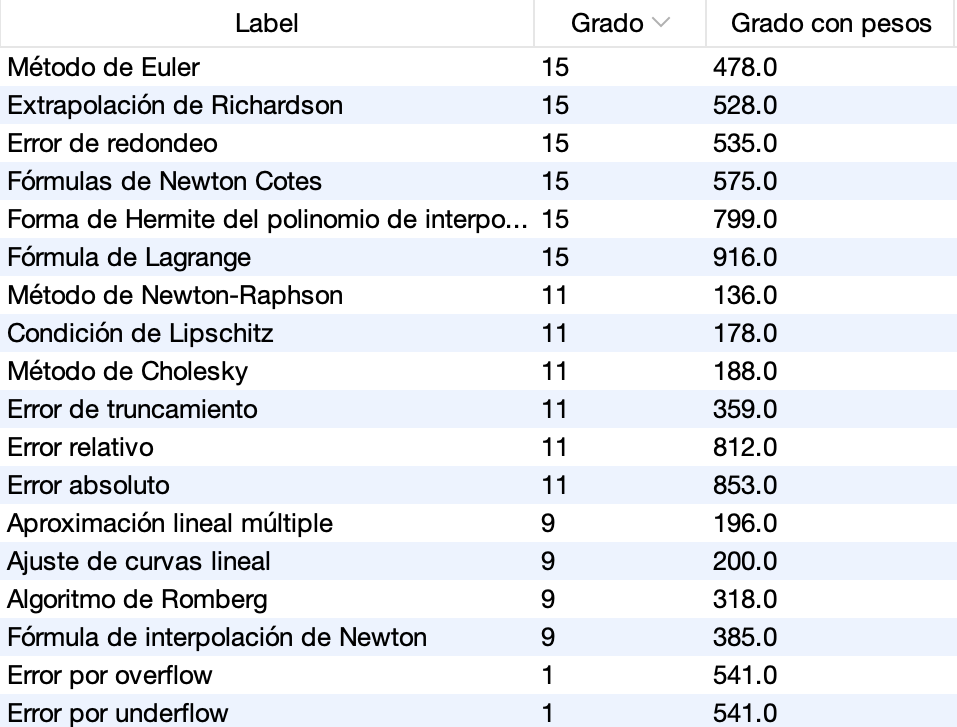 Label Grado Grado con pesos
Método de Euler 15 478.0
Extrapolación de Richardson 15 528.0
Error de redondeo 15 535.0
Fórmulas de Newton Cotes 15 575.0
Forma de Hermite del polinomio de interpo... 15 799.0
Fórmula de Lagrange 15 916.0
Método de Newton-Raphson 11 136.0
Condición de Lipschitz 11 178.0
Método de Cholesky 11 188.0
Error de truncamiento 11 359.0
Error relativo 11 812.0
Error absoluto 11 853.0
Aproximación lineal múltiple 9 196.0
Ajuste de curvas lineal 9 200.0
Algoritmo de Romberg 9 318.0
Fórmula de interpolación de Newton 9 385.0
Error por overflow 1 541.0
Error por underflow 1 541.0